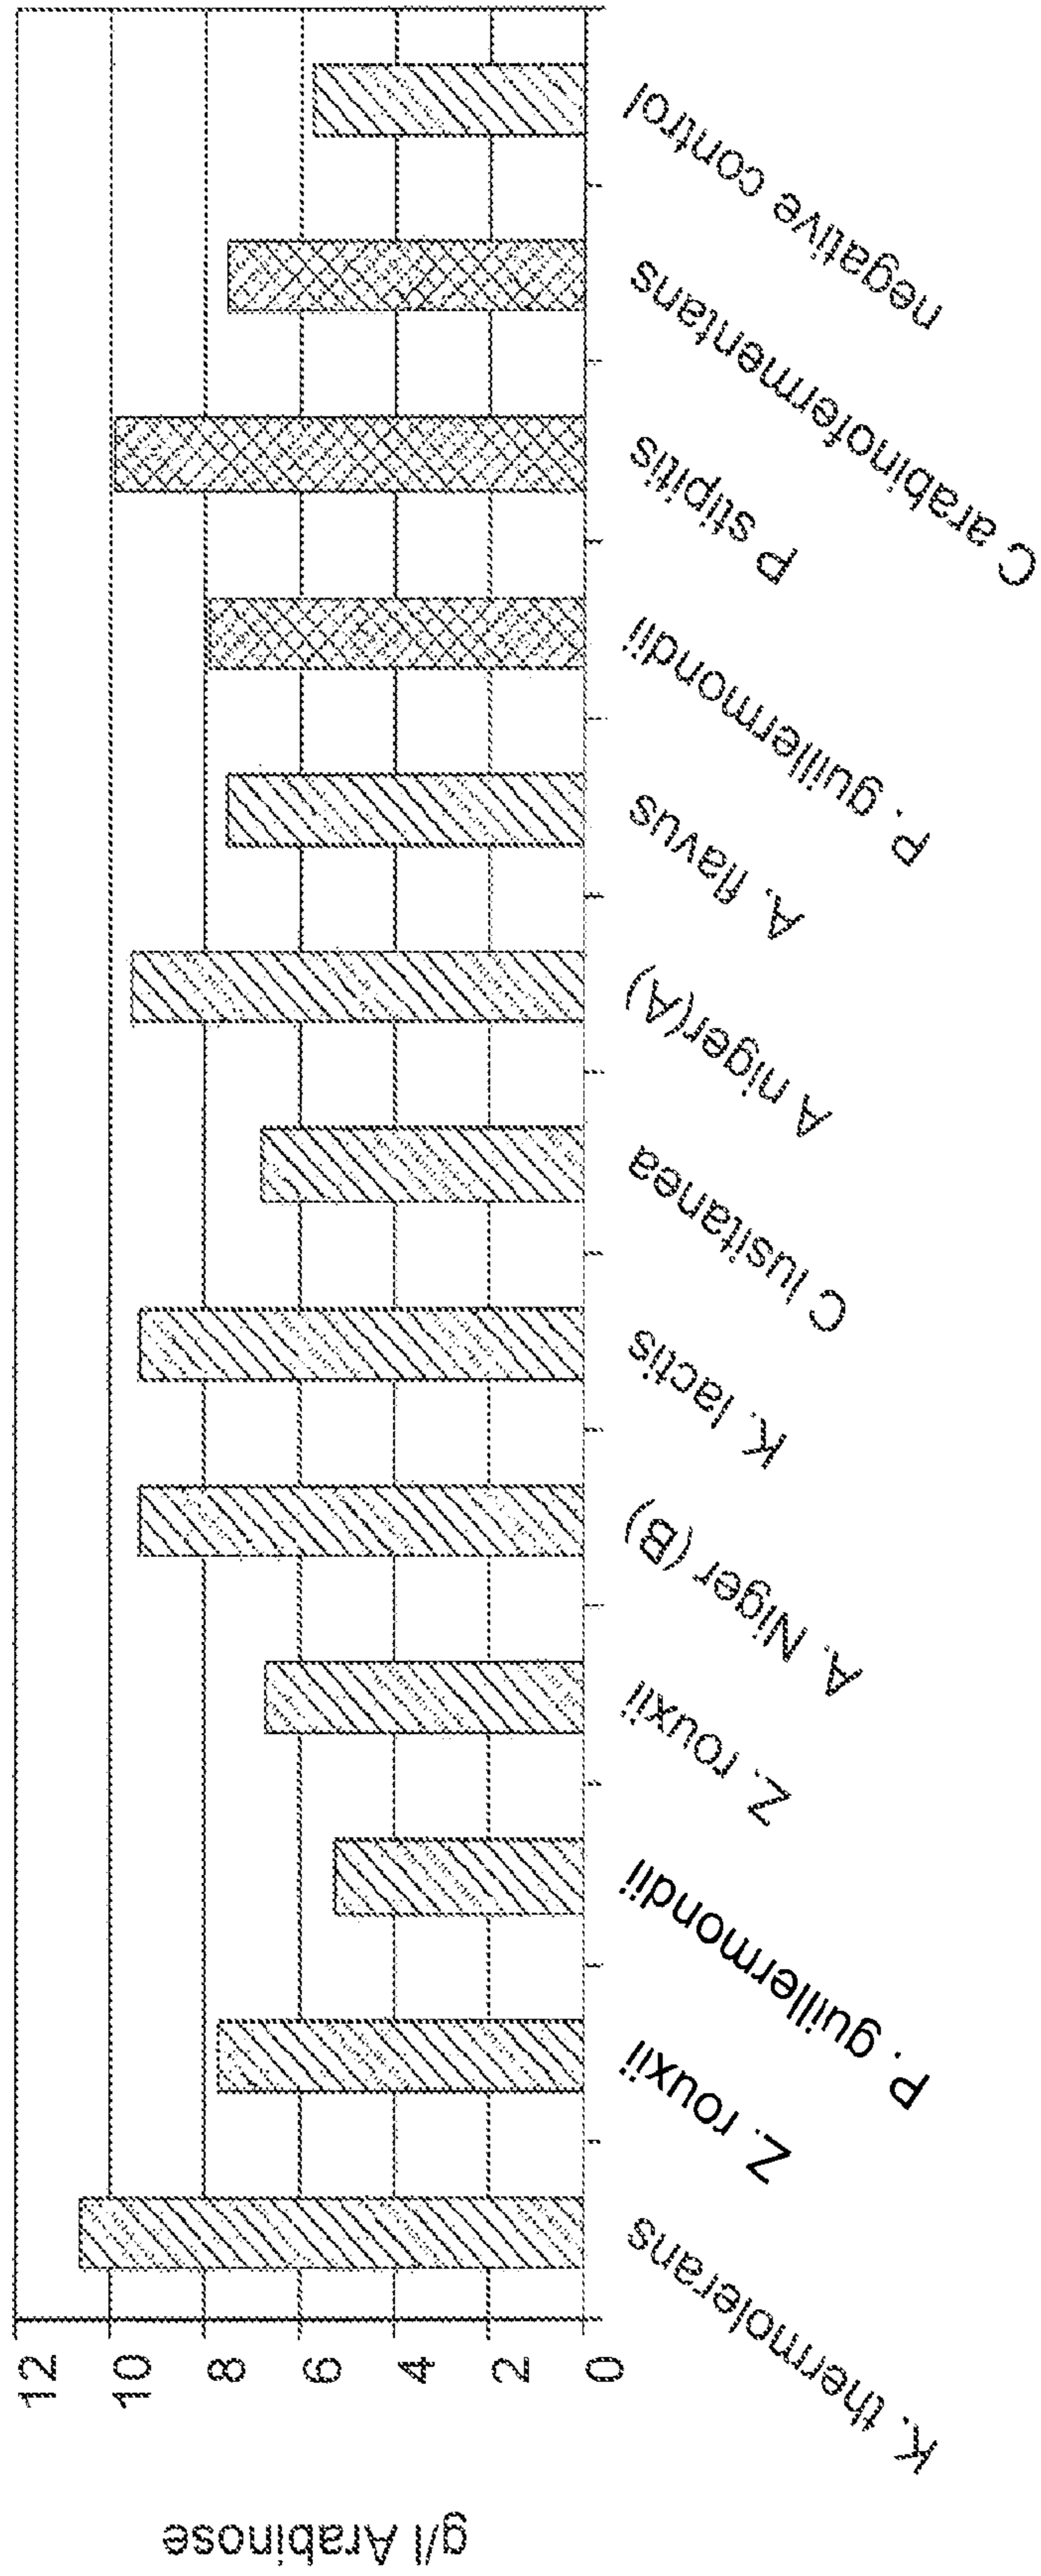 g/l Arabinose
12
10
8
6
4
2
0
K. thermolerans
Z. rouxii
P. guillermondii
Z. rouxii
A. Niger (B)
K. lactis
C lusitanea
A niger(A)
A. flavus
P. guillermondii
P stipitis
C arabinofermentans
negative control